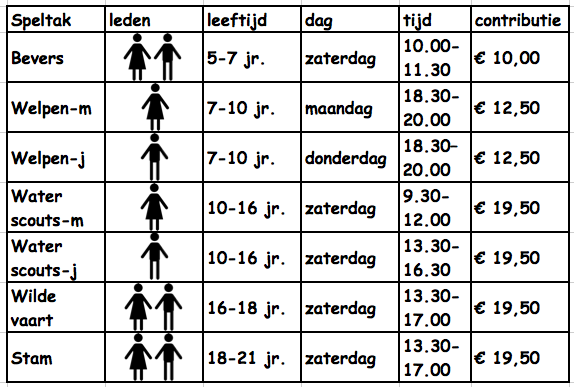 Speltak leden leeftijd dag tijd contributie
Bevers 5-7 jr. zaterdag 10.00-11.30 € 10,00
Welpen-m 7-10 jr. maandag 18.30-20.00 € 12,50
Welpen-j 7-10 jr. donderdag 18.30-20.00 € 12,50
Water scouts-m 10-16 jr. zaterdag 9.30-12.00 € 19,50
Water scouts-j 10-16 jr. zaterdag 13.30-16.30 € 19,50
Wilde vaart 16-18 jr. zaterdag 13.30-17.00 € 19,50
Stam 18-21 jr. zaterdag 13.30-17.00 € 19,50